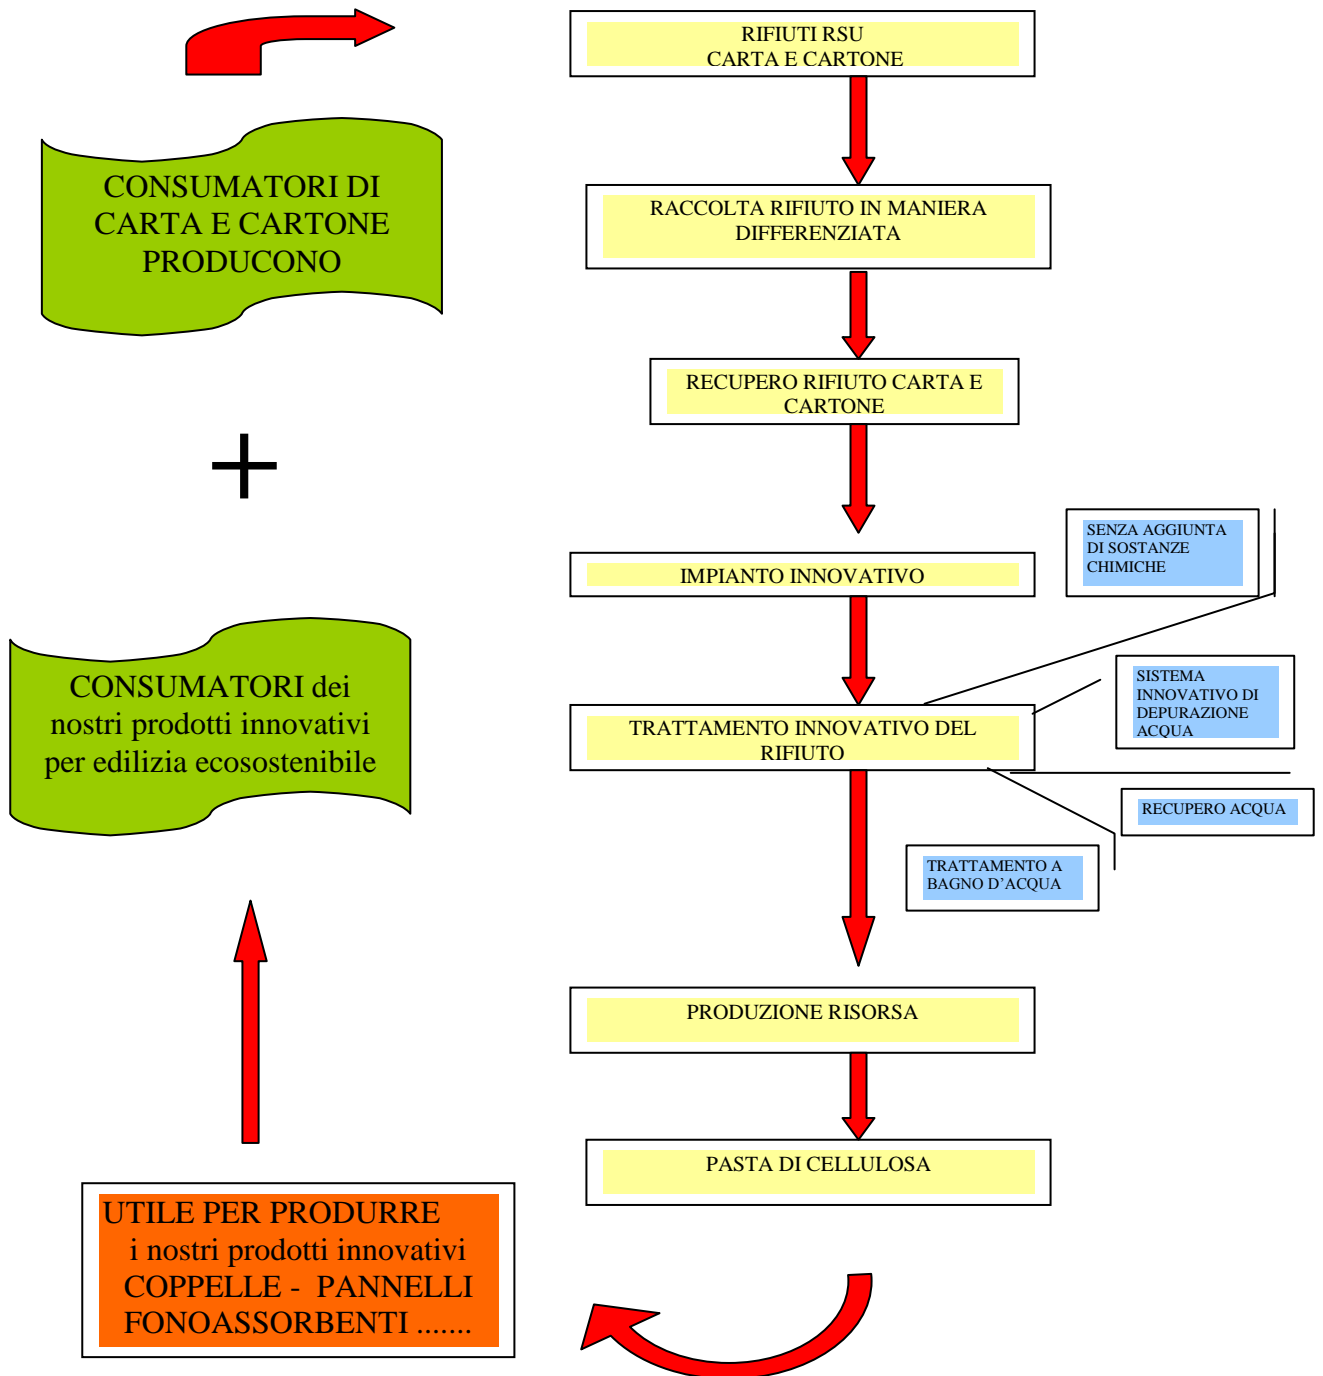 RIFIUTI RSU
CARTA E CARTONE
CONSUMATORI DI
CARTA E CARTONE
PRODUCONO
RACCOLTA RIFIUTO IN MANIERA
DIFFERENZIATA
RECUPERO RIFIUTO CARTA E
CARTONE
+
SENZA AGGIUNTA
DI SOSTANZE
CHIMICHE
IMPIANTO INNOVATIVO
CONSUMATORI dei
nostri prodotti innovativi
per edilizia ecosostenibile
SISTEMA
INNOVATIVO DI
DEPURAZIONE
ACQUA
TRATTAMENTO INNOVATIVO DEL
RIFIUTO
RECUPERO ACQUA
TRATTAMENTO A
BAGNO D’ACQUA
PRODUZIONE RISORSA
PASTA DI CELLULOSA
UTILE PER PRODURRE
i nostri prodotti innovativi
COPPELLE - PANNELLI
FONOASSORBENTI .......